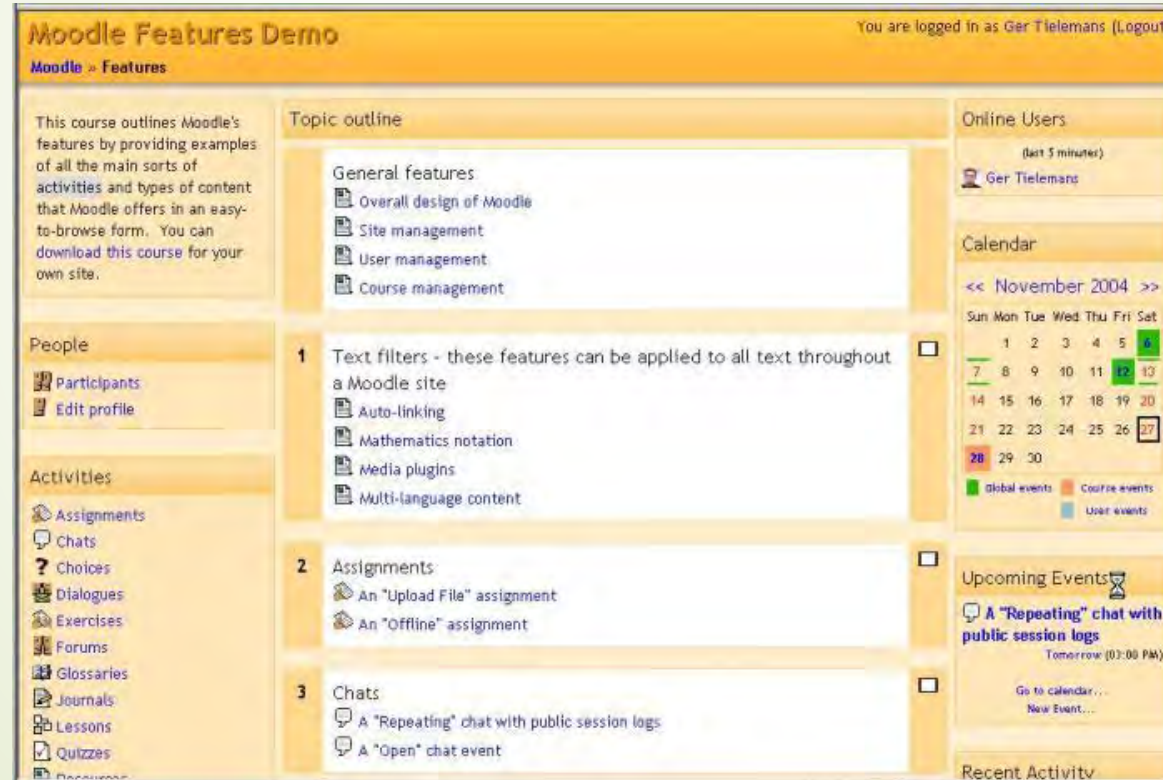 Moodle Features Demo
You are logged in as Ger Tielemans (Logout
Moodle » Features
This course outlines Moodle's
features by providing examples
of all the main sorts of
activities and types of content
that Moodle offers in an easy-
to-browse form. You can
download this course for your
own site.
People
Participants
Edit profile
Activities
Assignments
Chats
Choices
Dialogues
Exercises
Forums
Glossaries
Journals
Lessons
Quizzes
Resources
Topic outline
General features
Overall design of Moodle
Site management
User management
Course management
1 Text filters - these features can be applied to all text throughout
a Moodle site
Auto-linking
Mathematics notation
Media plugins
Multi-language content
2 Assignments
An "Upload File" assignment
An "Offline" assignment
3 Chats
A "Repeating" chat with public session logs
A "Open" chat event
Online Users
(last 5 minutes)
Ger Tielemans
Calendar
<< November 2004 >>
Sun Mon Tue Wed Thu Fri Sat
1 2 3 4 5 6
7 8 9 10 11 12 13
14 15 16 17 18 19 20
21 22 23 24 25 26 27
28 29 30
Global events Course events
User events
Upcoming Events
A "Repeating" chat with
public session logs
Tomorrow (03:00 PM)
Go to calendar...
New Event...
Recent Activity